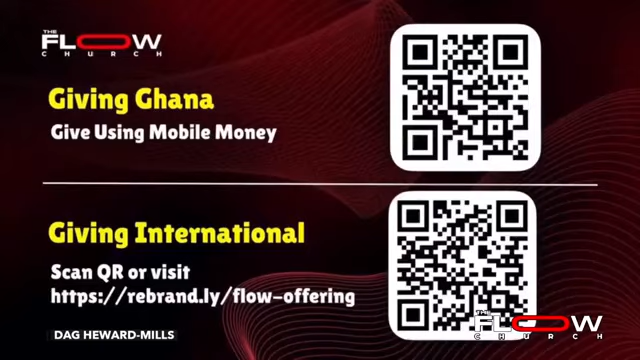 THE
FLOW
CHURCH
Giving Ghana
Give Using Mobile Money
Giving International
Scan QR or visit
https://rebrand.ly/flow-offering
DAG HEWARD-MILLS
THE
FLOW
CHURCH